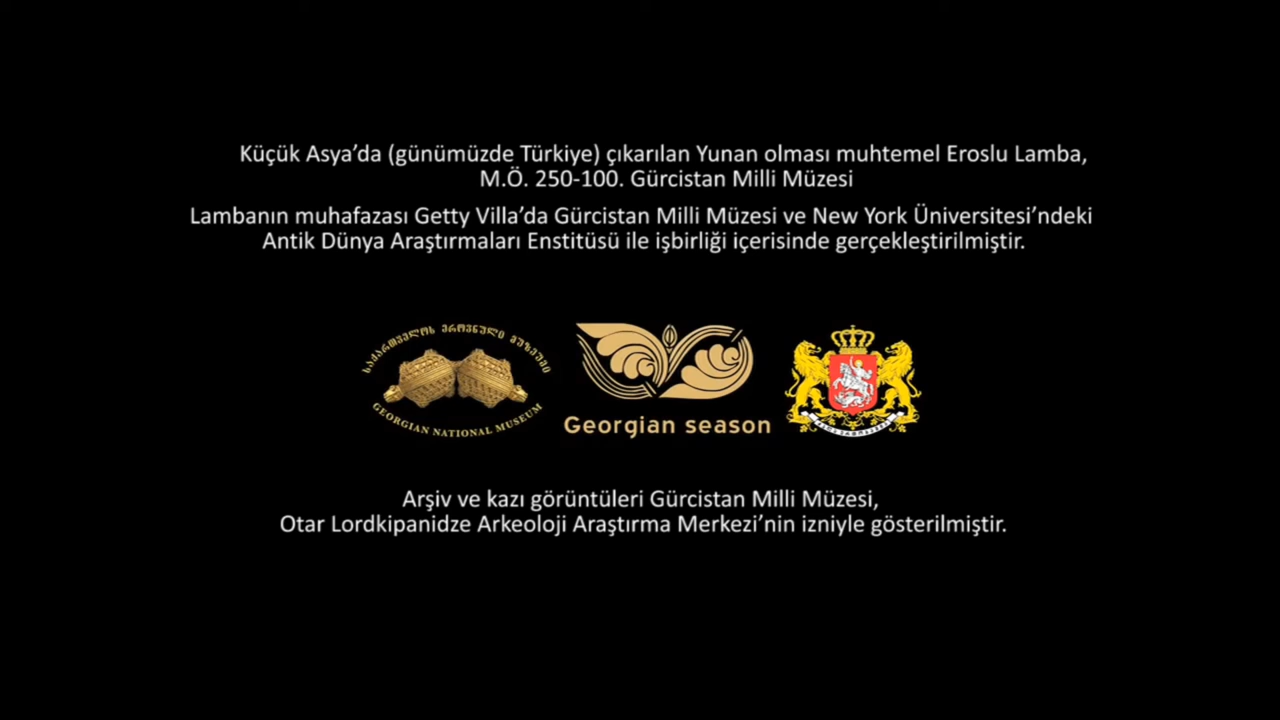 Küçük Asya’da (günümüzde Türkiye) çıkarılan Yunan olması muhtemel Eroslu Lamba,
M.Ö. 250-100. Gürcistan Milli Müzesi
Lambanın muhafazası Getty Villa’da Gürcistan Milli Müzesi ve New York Üniversitesi’ndeki
Antik Dünya Araştırmaları Enstitüsü ile işbirliği içerisinde gerçekleştirilmiştir.
საქართველოს ეროვნული მუზეუმი
GEORGIAN NATIONAL MUSEUM
Georgian season
Arşiv ve kazı görüntüleri Gürcistan Milli Müzesi,
Otar Lordkipanidze Arkeoloji Araştırma Merkezi’nin izniyle gösterilmiştir.